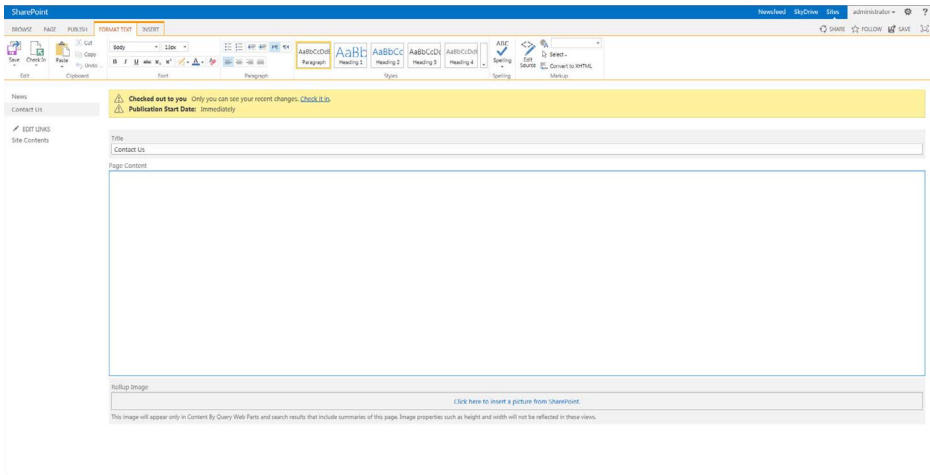 SharePoint Newsfeed SkyDrive Sites administrator ?
BROWSE PAGE PUBLISH FORMAT TEXT INSERT SHARE FOLLOW SAVE
Save Check In Paste Cut Copy Undo
Body 11px
B I U abc X₂ X² A
AaBbCcDdE Paragraph AaBb Heading 1 AaBbCc Heading 2 AaBbCcDc Heading 3 AaBbCcDdI Heading 4
ABC Spelling Edit Source Select Convert to XHTML
Edit Clipboard Font Paragraph Styles Spelling Markup
News
Contact Us
EDIT LINKS
Site Contents
Checked out to you Only you can see your recent changes. Check it in.
Publication Start Date: Immediately
Title
Contact Us
Page Content
Rollup Image
Click here to insert a picture from SharePoint.
This image will appear only in Content By Query Web Parts and search results that include summaries of this page. Image properties such as height and width will not be reflected in these views.